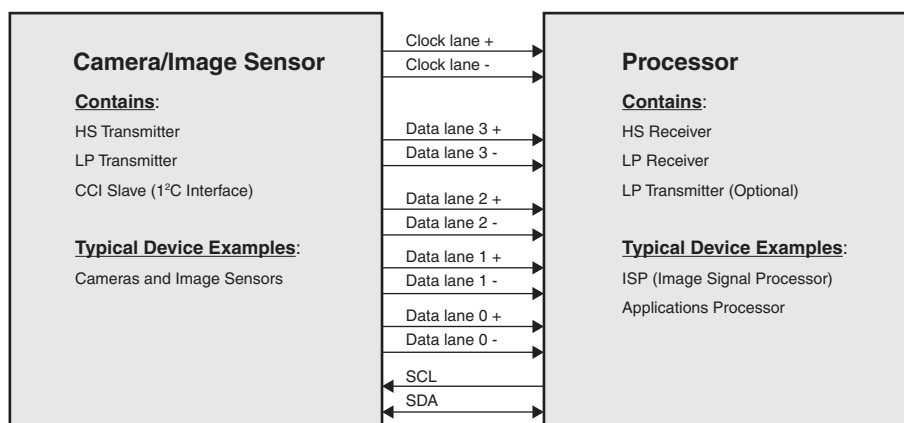 Camera/Image Sensor
Contains:
HS Transmitter
LP Transmitter
CCI Slave (1²C Interface)
Typical Device Examples:
Cameras and Image Sensors
Clock lane +
Clock lane -
Data lane 3 +
Data lane 3 -
Data lane 2 +
Data lane 2 -
Data lane 1 +
Data lane 1 -
Data lane 0 +
Data lane 0 -
SCL
SDA
Processor
Contains:
HS Receiver
LP Receiver
LP Transmitter (Optional)
Typical Device Examples:
ISP (Image Signal Processor)
Applications Processor